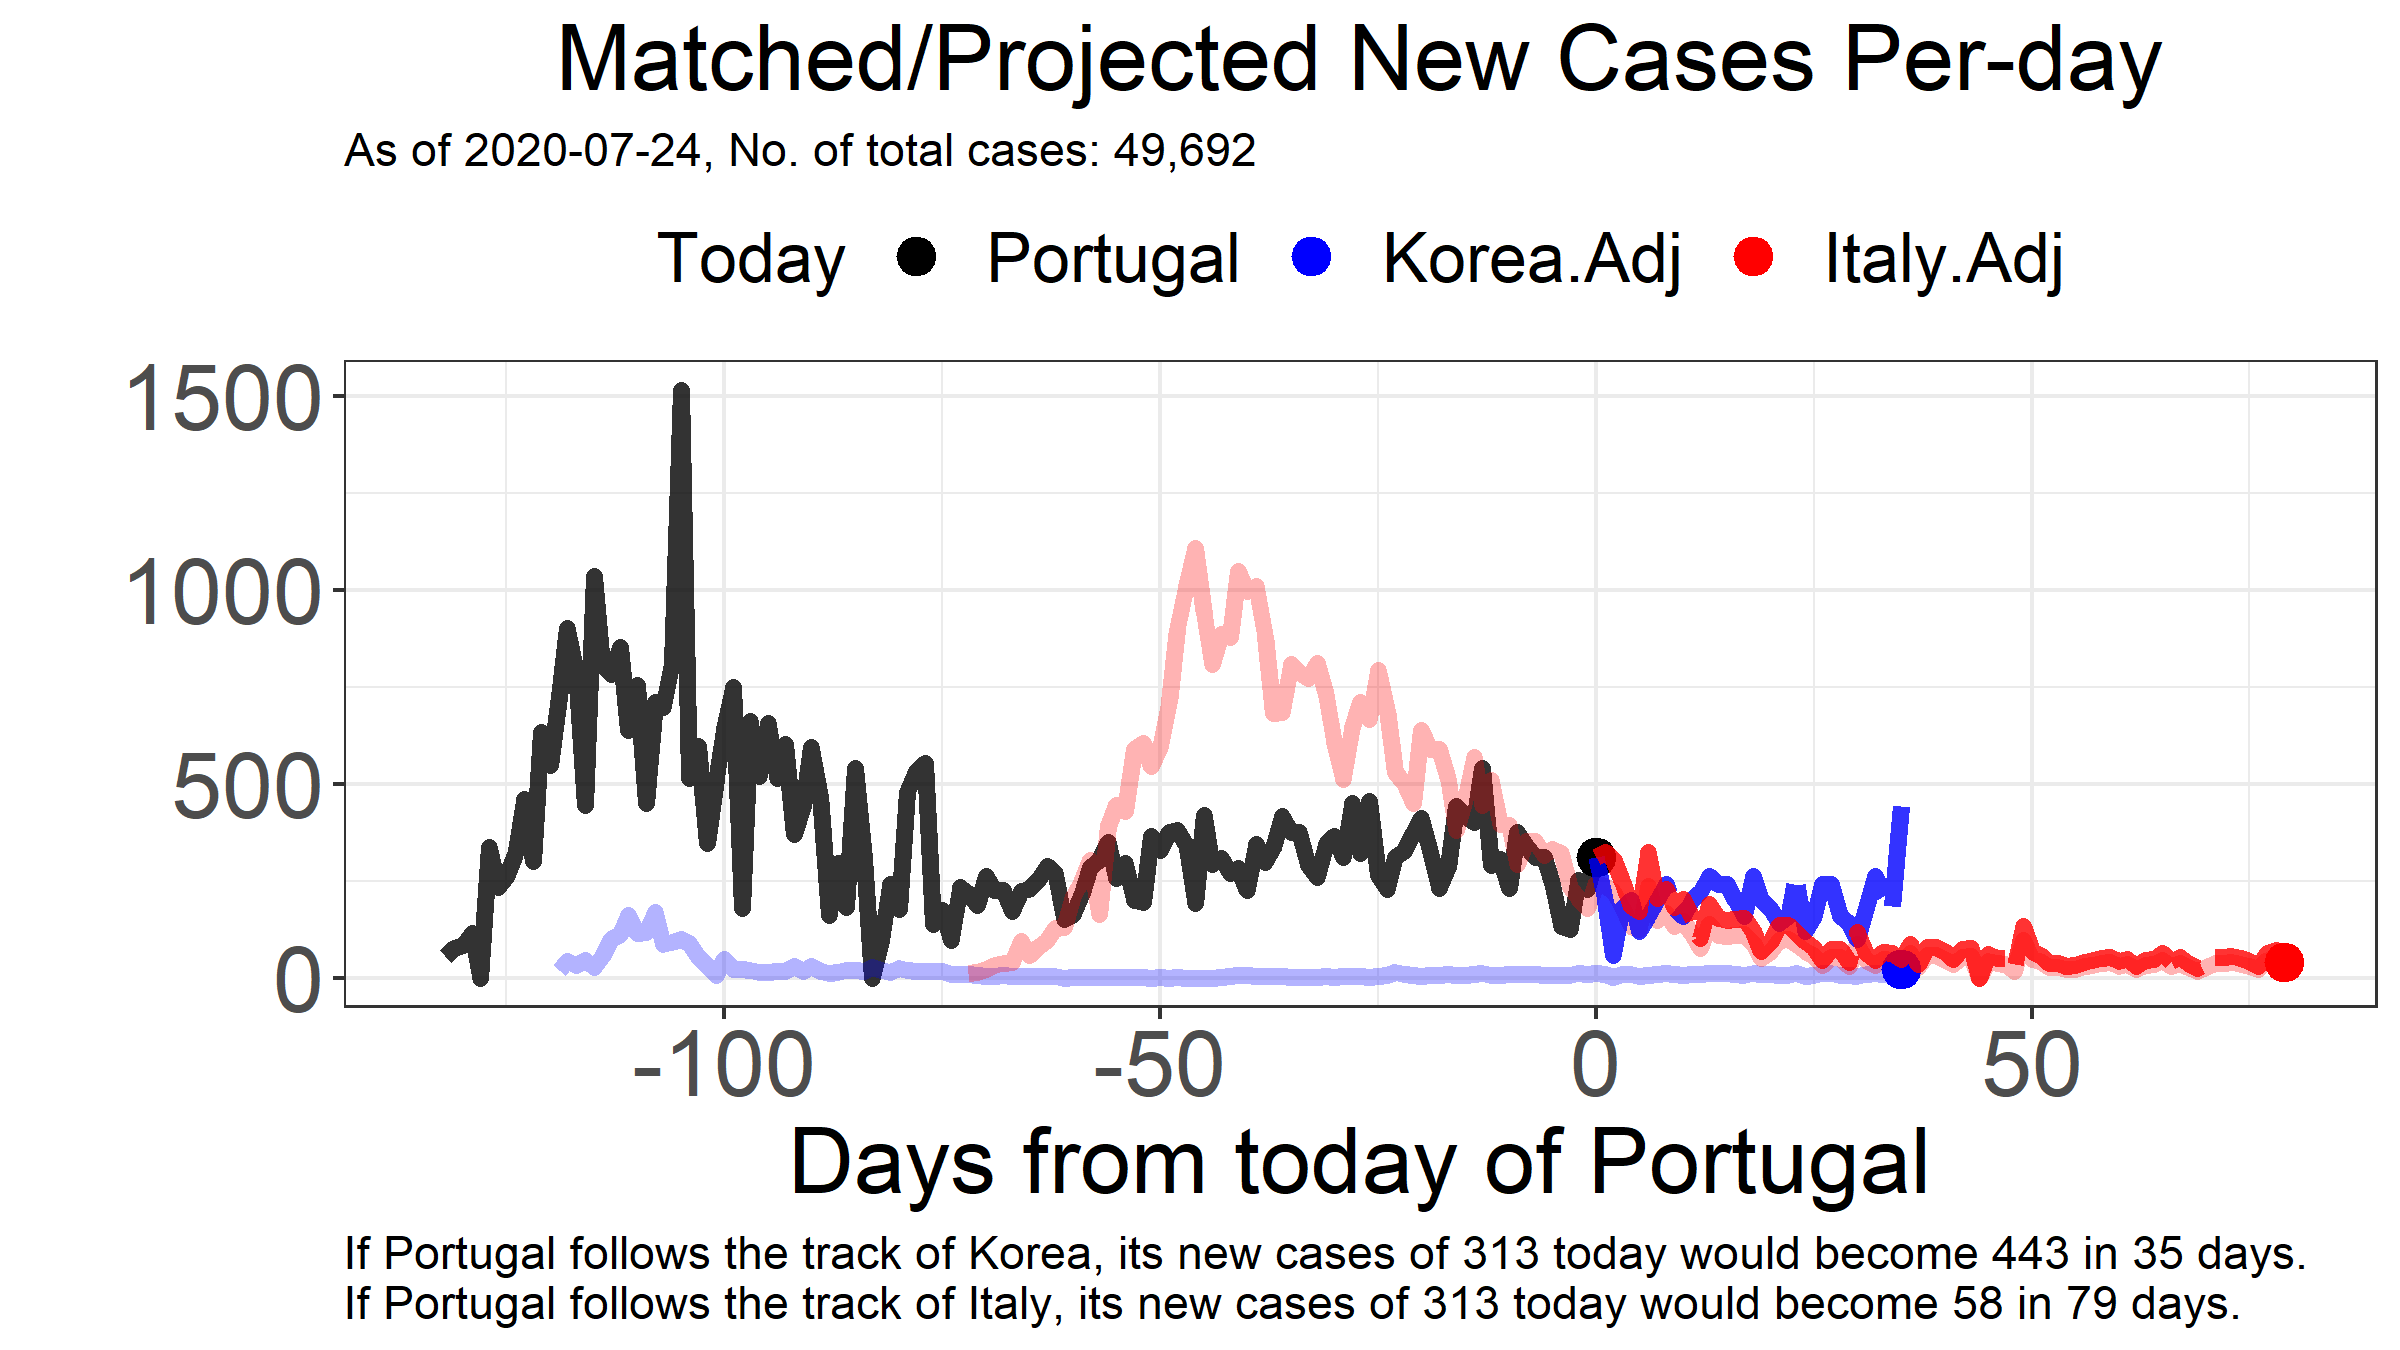 Matched/Projected New Cases Per-day
As of 2020-07-24, No. of total cases: 49,692
Today Portugal Korea.Adj Italy.Adj
1500
1000
500
0
-100 -50 0 50
Days from today of Portugal
If Portugal follows the track of Korea, its new cases of 313 today would become 443 in 35 days.
If Portugal follows the track of Italy, its new cases of 313 today would become 58 in 79 days.